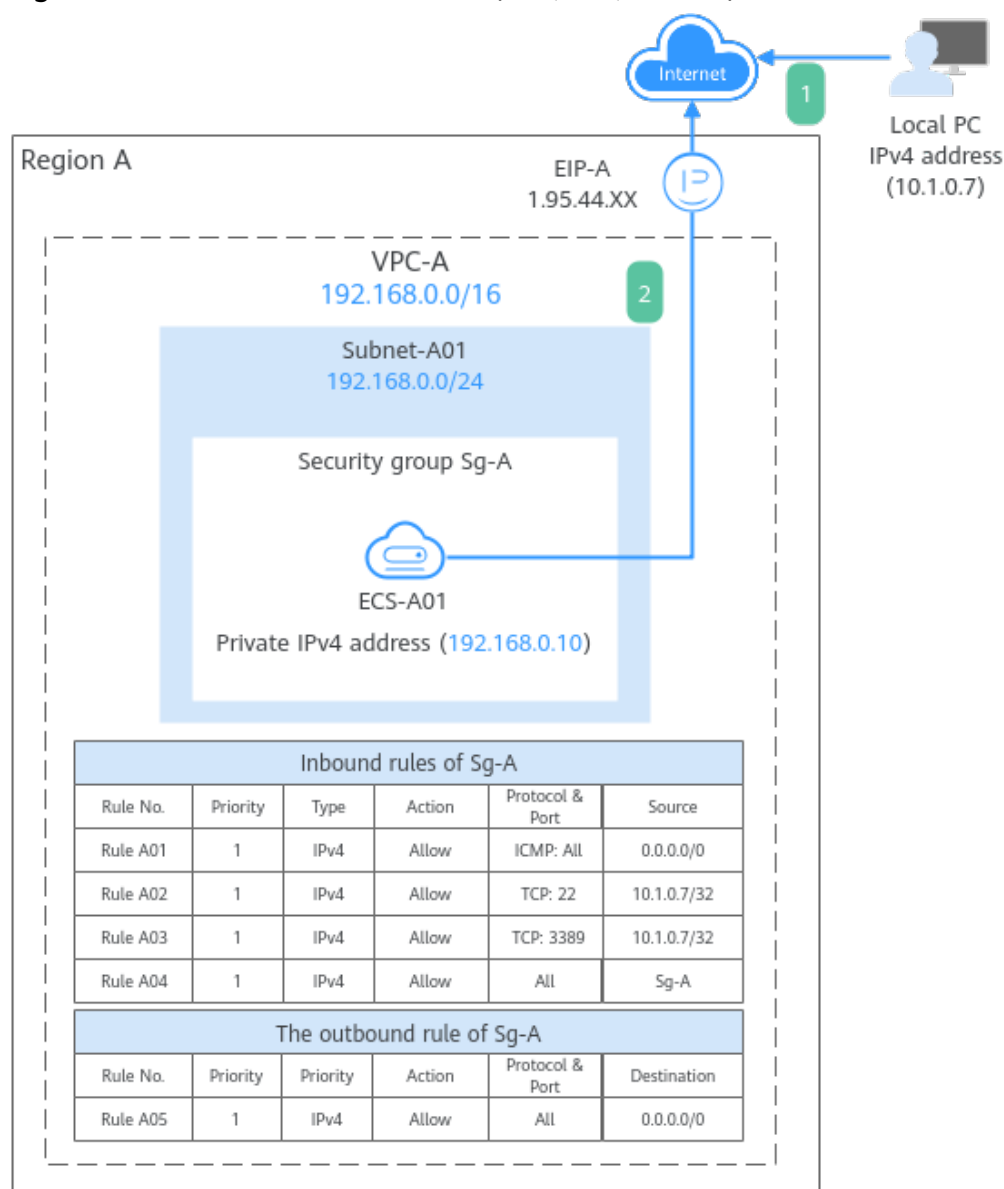 Internet
1
Local PC
IPv4 address
(10.1.0.7)
Region A
EIP-A
1.95.44.XX
VPC-A
192.168.0.0/16
2
Subnet-A01
192.168.0.0/24
Security group Sg-A
ECS-A01
Private IPv4 address (192.168.0.10)
Inbound rules of Sg-A
Rule No. Priority Type Action Protocol & Port Source
Rule A01 1 IPv4 Allow ICMP: All 0.0.0.0/0
Rule A02 1 IPv4 Allow TCP: 22 10.1.0.7/32
Rule A03 1 IPv4 Allow TCP: 3389 10.1.0.7/32
Rule A04 1 IPv4 Allow All Sg-A
The outbound rule of Sg-A
Rule No. Priority Priority Action Protocol & Port Destination
Rule A05 1 IPv4 Allow All 0.0.0.0/0